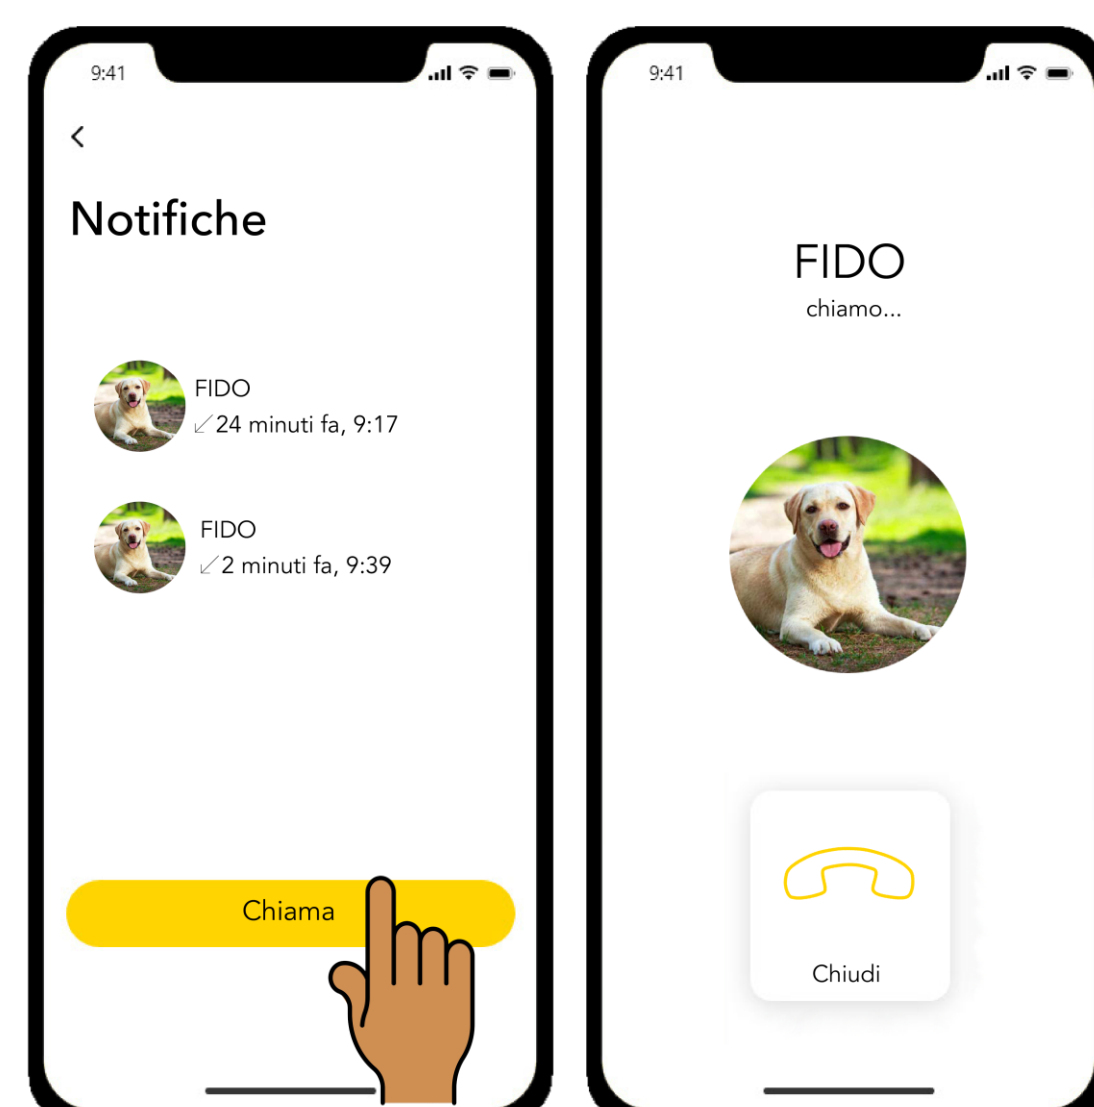 9:41
Notifiche
FIDO
↙24 minuti fa, 9:17
FIDO
↙2 minuti fa, 9:39
Chiama
9:41
FIDO
chiamo...
Chiudi